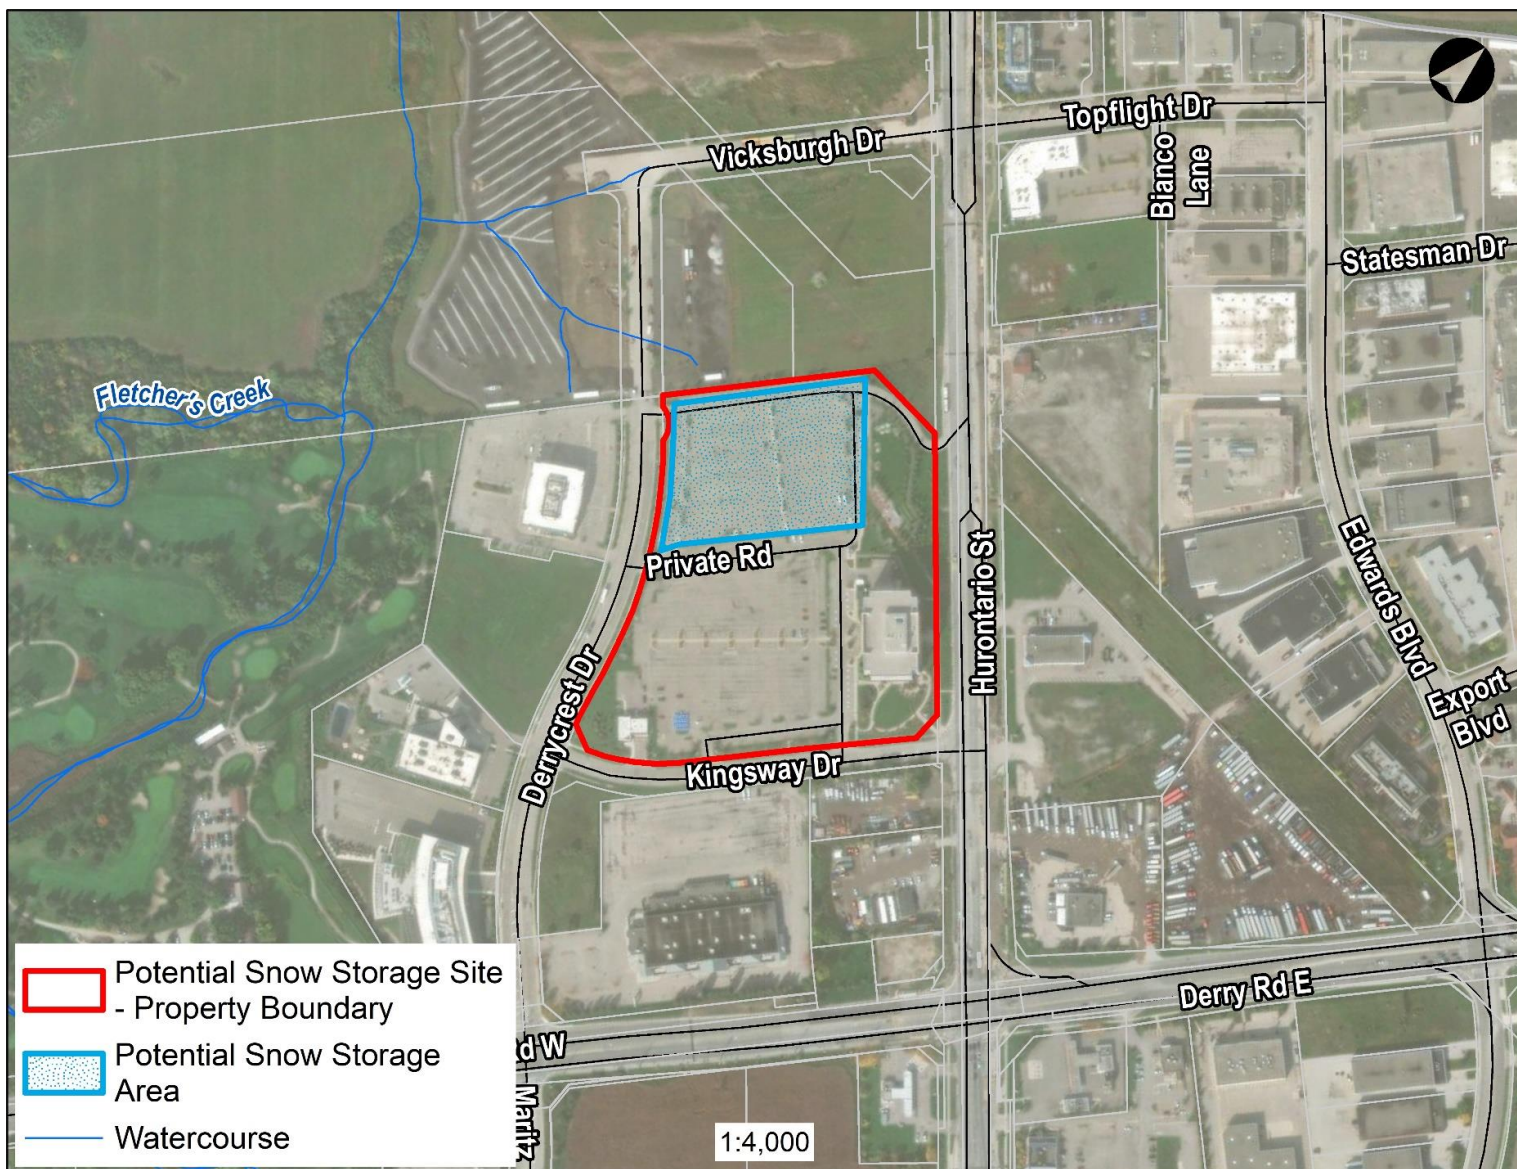 Topflight Dr
Vicksburgh Dr
Bianco
Lane
Statesman Dr
Fletcher's Creek
Private Rd
Hurontario St
Edwards Blvd
Derrycrest Dr
Export
Blvd
Kingsway Dr
Derry Rd E
Rd W
Maritz
Potential Snow Storage Site
- Property Boundary
Potential Snow Storage
Area
Watercourse
1:4,000